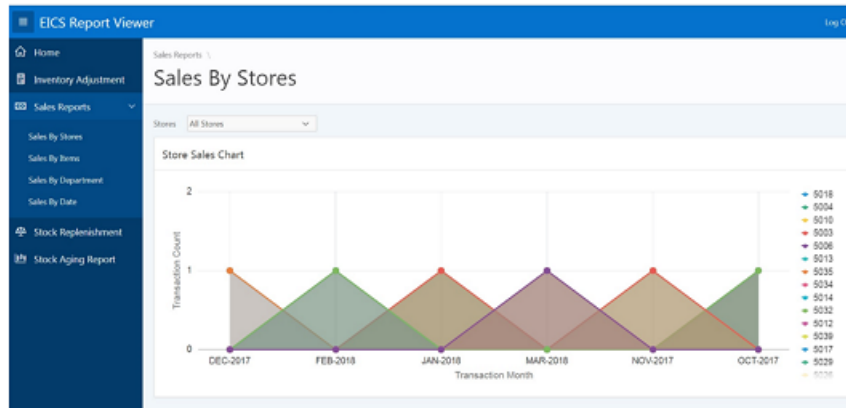 EICS Report Viewer
Log O
Home
Inventory Adjustment
Sales Reports
Sales By Stores
Sales By Items
Sales By Department
Sales By Date
Stock Replenishment
Stock Aging Report
Sales Reports \
Sales By Stores
Stores All Stores
Store Sales Chart
Transaction Count
2
1
0
DEC-2017 FEB-2018 JAN-2018 MAR-2018 NOV-2017 OCT-2017
Transaction Month
5018
5004
5010
5003
5006
5013
5035
5034
5014
5032
5012
5039
5017
5029
5026